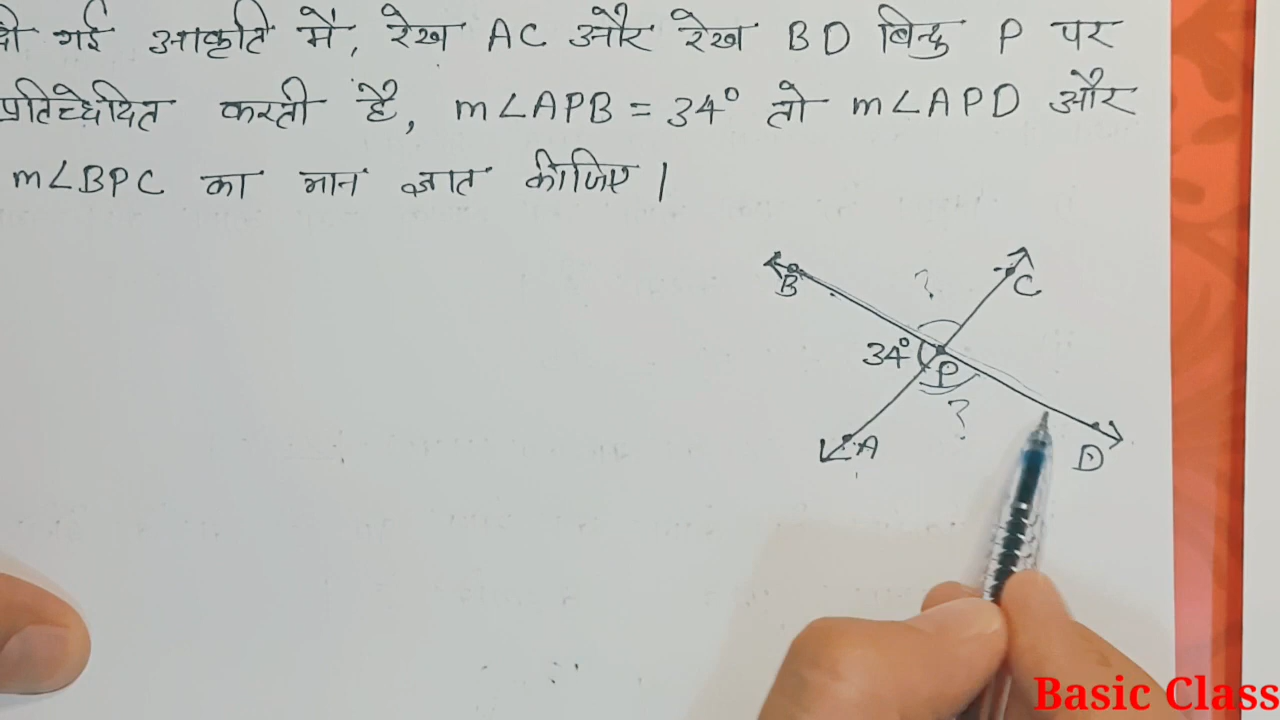 दी गई आकृति में, रेख AC और रेख BD बिन्दु P पर
प्रतिच्छेदित करती है, m∠APB = 34° तो m∠APD और
m∠BPC का मान ज्ञात कीजिए।
B
?
C
34°
P
?
A
D
Basic Class